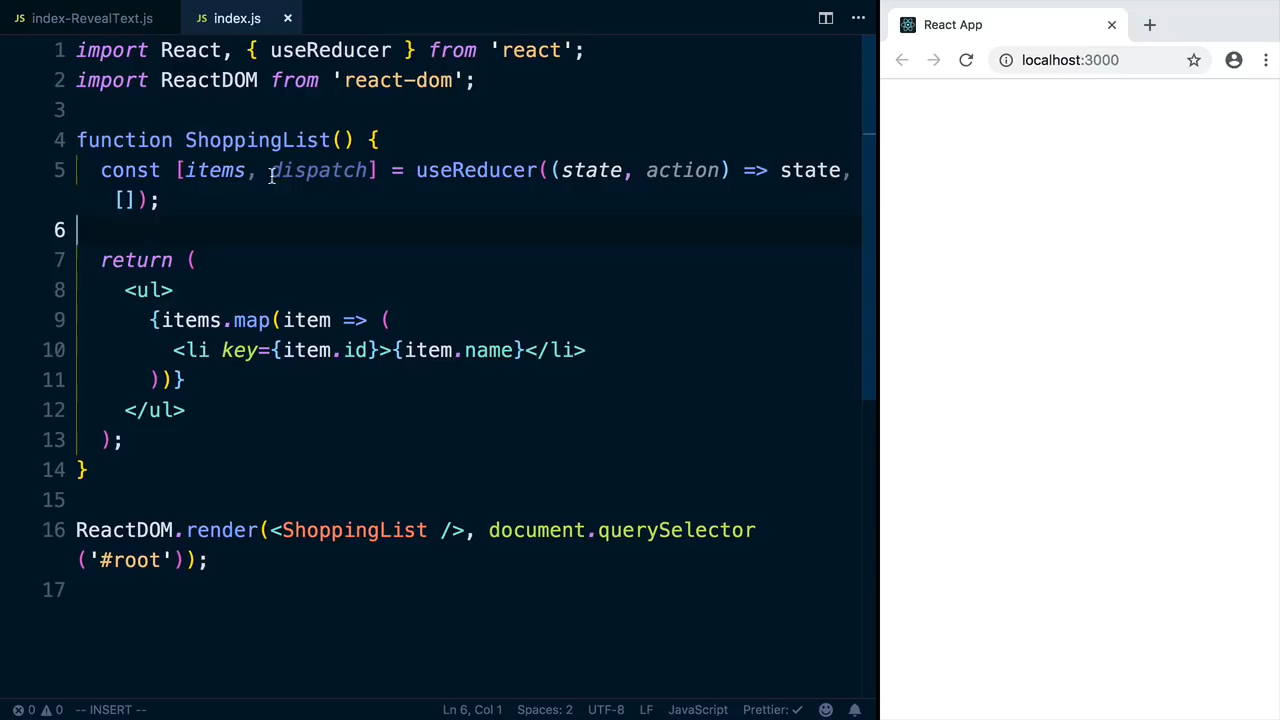 index-RevealText.js
index.js
React App
localhost:3000
1 import React, { useReducer } from 'react';
2 import ReactDOM from 'react-dom';
3
4 function ShoppingList() {
5 const [items, dispatch] = useReducer((state, action) => state,
[]);
6
7 return (
8 <ul>
9 {items.map(item => (
10 <li key={item.id}>{item.name}</li>
11 ))}
12 </ul>
13 );
14 }
15
16 ReactDOM.render(<ShoppingList />, document.querySelector
('#root'));
17
0 0 -- INSERT -- Ln 6, Col 1 Spaces: 2 UTF-8 LF JavaScript Prettier: ✓